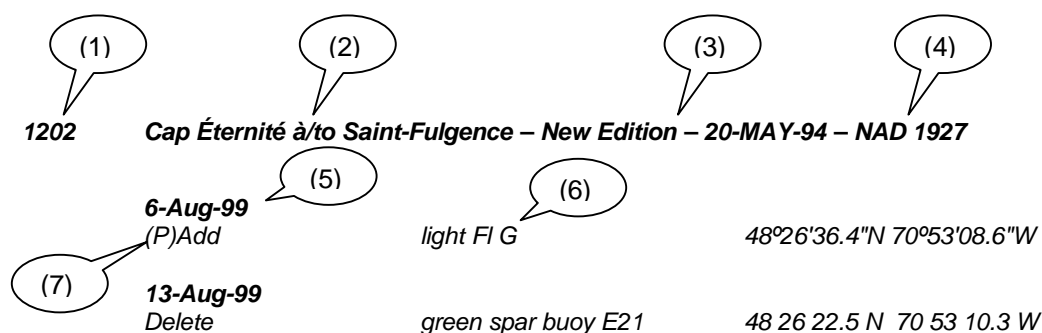 (1) (2) (3) (4)
1202 Cap Éternité à/to Saint-Fulgence – New Edition – 20-MAY-94 – NAD 1927
(5) (6)
6-Aug-99
(P)Add light Fl G 48º26'36.4"N 70º53'08.6"W
(7)
13-Aug-99
Delete green spar buoy E21 48 26 22.5 N 70 53 10.3 W